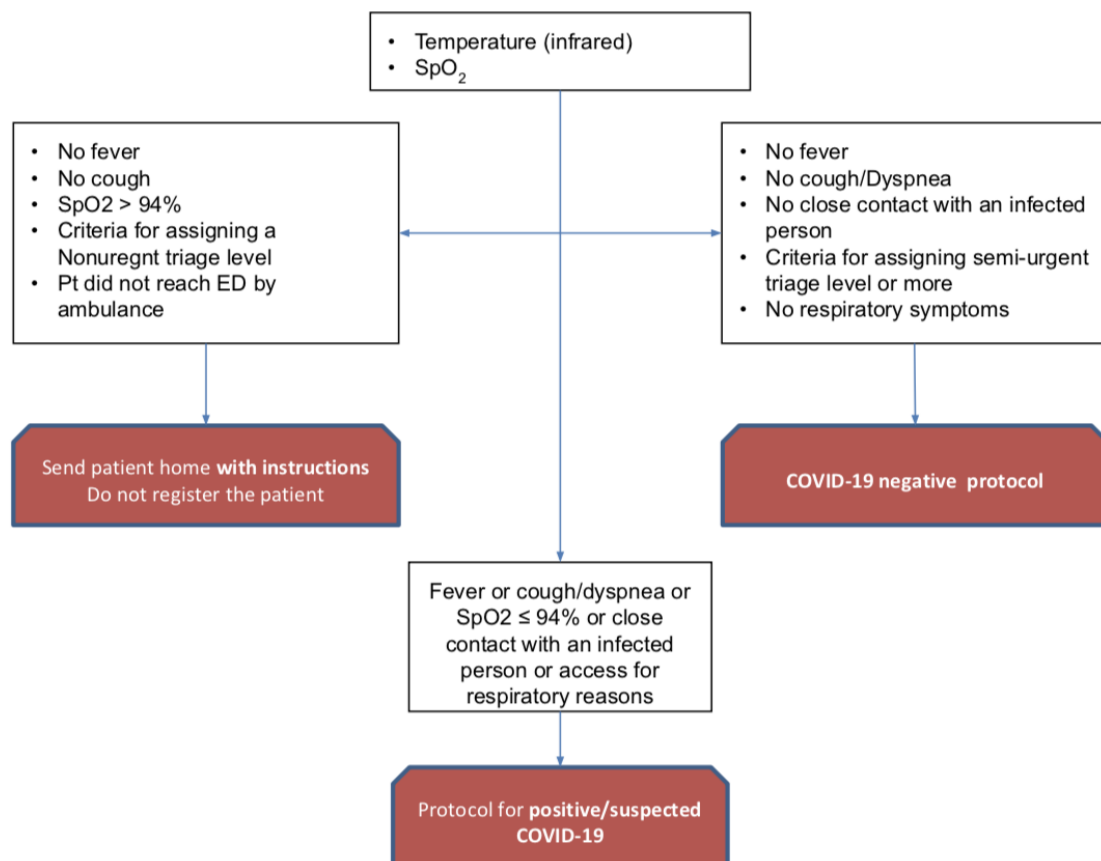 • Temperature (infrared)
• SpO₂
• No fever
• No cough
• SpO2 > 94%
• Criteria for assigning a
Nonuregnt triage level
• Pt did not reach ED by
ambulance
• No fever
• No cough/Dyspnea
• No close contact with an infected
person
• Criteria for assigning semi-urgent
triage level or more
• No respiratory symptoms
Send patient home with instructions
Do not register the patient
COVID-19 negative protocol
Fever or cough/dyspnea or
SpO2 ≤ 94% or close
contact with an infected
person or access for
respiratory reasons
Protocol for positive/suspected
COVID-19